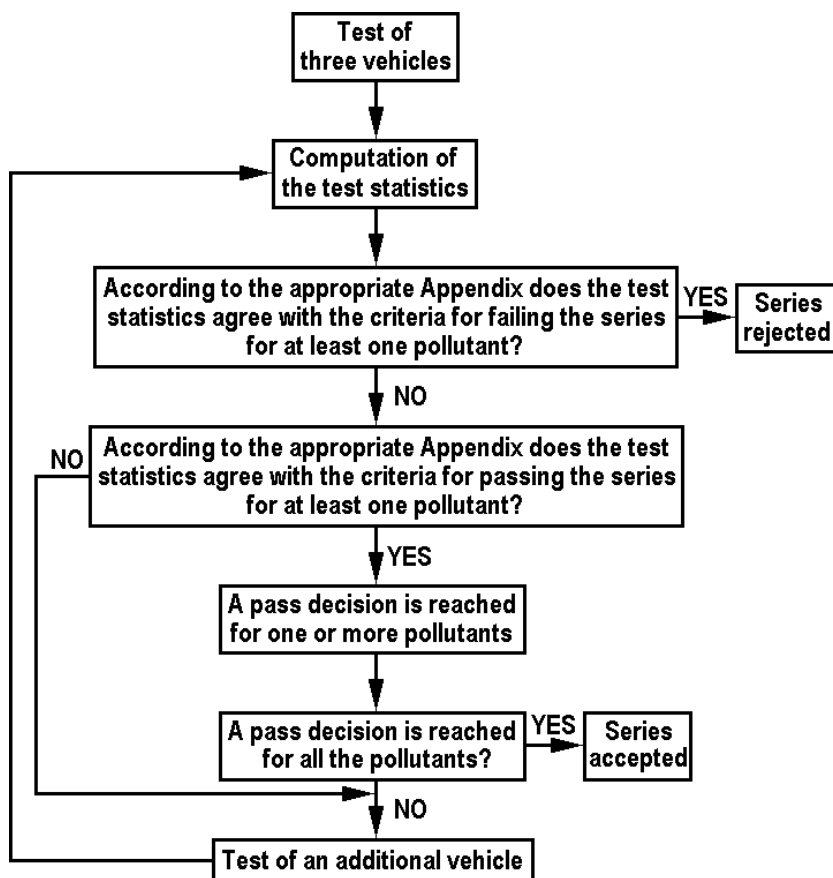 Test of
three vehicles
Computation of
the test statistics
According to the appropriate Appendix does the test
statistics agree with the criteria for failing the series
for at least one pollutant?
YES
Series
rejected
NO
According to the appropriate Appendix does the test
statistics agree with the criteria for passing the series
for at least one pollutant?
NO
YES
A pass decision is reached
for one or more pollutants
A pass decision is reached
for all the pollutants?
YES
Series
accepted
NO
Test of an additional vehicle